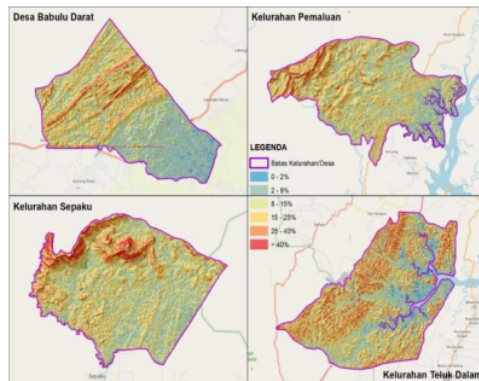 Desa Babulu Darat
Kelurahan Pemaluan
LEGENDA
Batas Kelurahan/Desa
0 - 2%
2 - 8%
8 - 15%
15 - 25%
25 - 40%
> 40%
Kelurahan Sepaku
Sepaku
Kelurahan Teluk Dalam